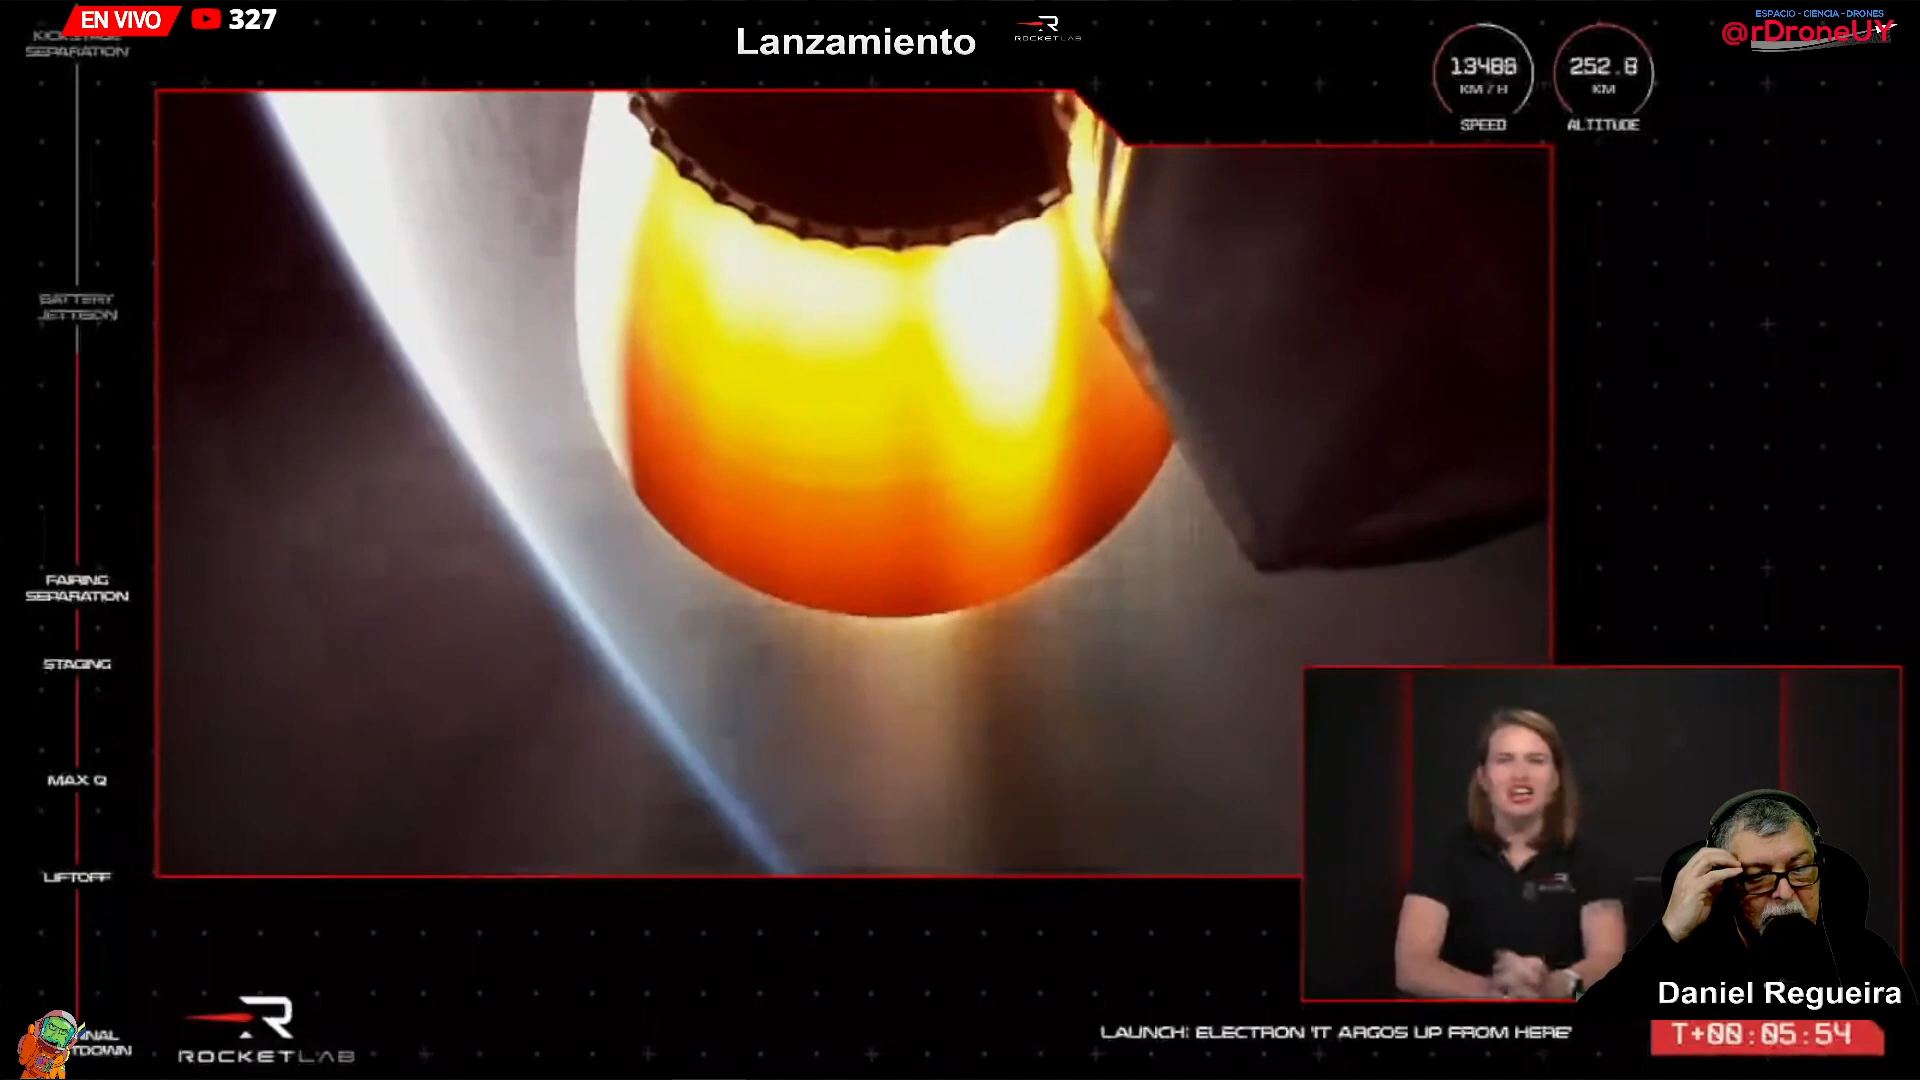 EN VIVO
327
Lanzamiento
ROCKETLAB
ESPACIO - CIENCIA - DRONES
@rDroneUY
13488
KM/H
SPEED
252.8
KM
ALTITUDE
KICKSTAGE
SEPARATION
BATTERY
JETTISON
FAIRING
SEPARATION
STAGING
MAX Q
LIFTOFF
ROCKETLAB
LAUNCH: ELECTRON 'IT ARGOS UP FROM HERE'
Daniel Regueira
T+00:05:54